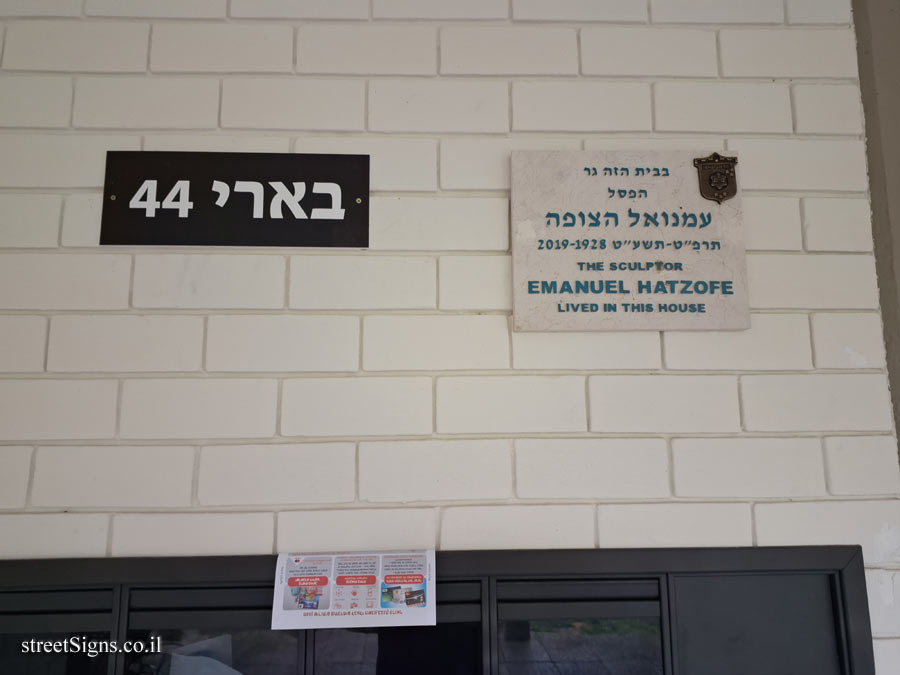 בארי 44
בבית הזה גר
הפסל
עמנואל הצופה
תרפ״ט-תשע״ט 1928-2019
THE SCULPTOR
EMANUEL HATZOFE
LIVED IN THIS HOUSE
streetSigns.co.il